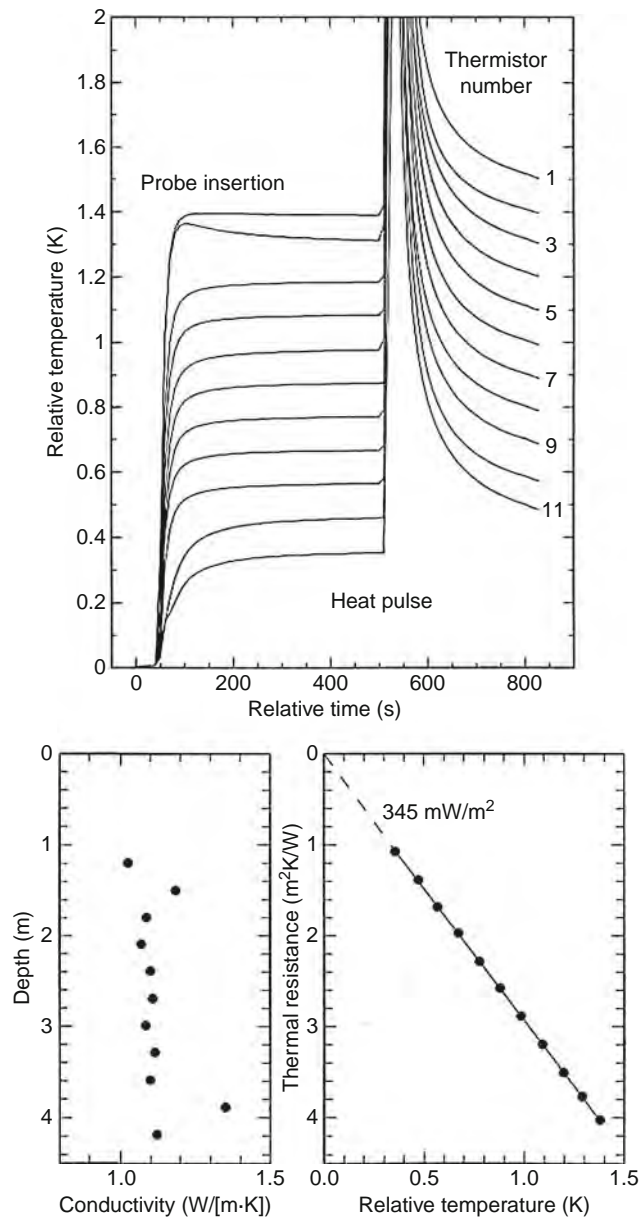 2
1.8
1.6
1.4
1.2
1
0.8
0.6
0.4
0.2
0
Relative temperature (K)
Thermistor
number
Probe insertion
1
3
5
7
9
11
Heat pulse
0 200 400 600 800
Relative time (s)
0
1
2
3
4
Depth (m)
1.0 1.5
Conductivity (W/[m·K])
0
1
2
3
4
Thermal resistance (m²K/W)
345 mW/m²
0.0 0.5 1.0 1.5
Relative temperature (K)